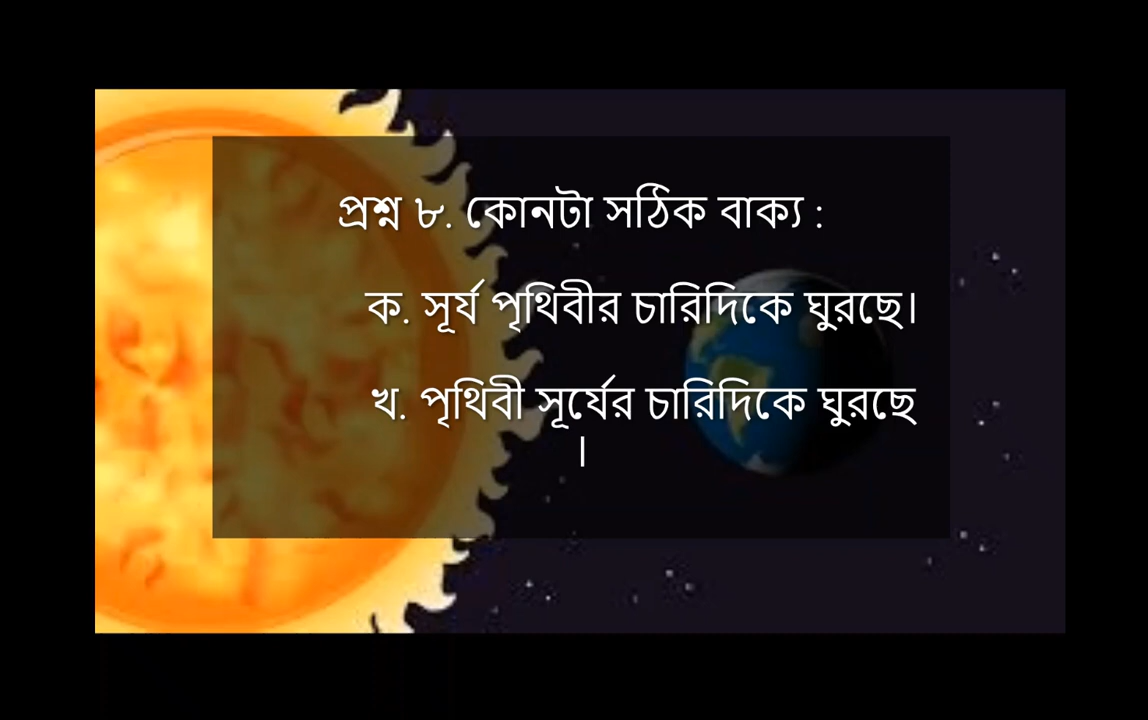 প্রশ্ন ৮. কোনটা সঠিক বাক্য :
ক. সূর্য পৃথিবীর চারিদিকে ঘুরছে।
খ. পৃথিবী সূর্যের চারিদিকে ঘুরছে
।